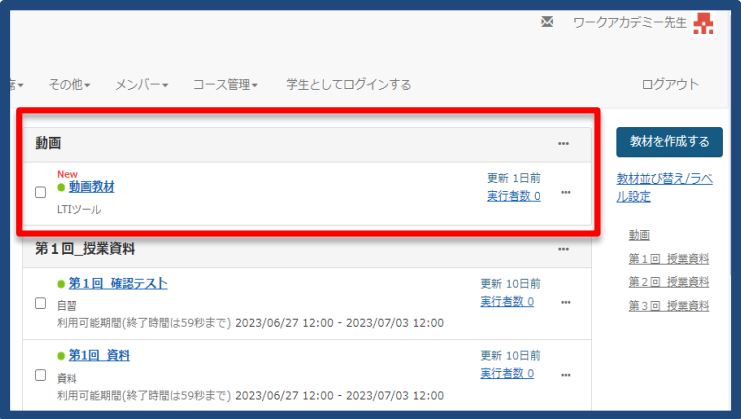 ワークアカデミー先生
席▾ その他▾ メンバー▾ コース管理▾ 学生としてログインする ログアウト
動画 ...
教材を作成する
New
動画教材
更新 1日前
実行者数 0 ...
LTIツール
教材並び替え/ラベ
ル設定
動画
第１回_授業資料
第２回_授業資料
第３回_授業資料
第１回_授業資料 ...
第１回_確認テスト
更新 10日前
自習
実行者数 0 ...
利用可能期間(終了時間は59秒まで) 2023/06/27 12:00 - 2023/07/03 12:00
第1回_資料
更新 10日前
資料
実行者数 0 ...
利用可能期間(終了時間は59秒まで) 2023/06/27 12:00 - 2023/07/03 12:00